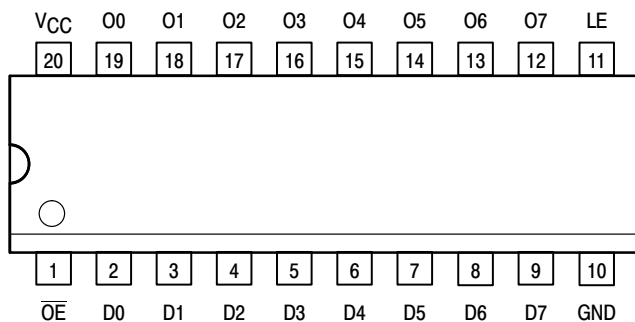 VCC O0 O1 O2 O3 O4 O5 O6 O7 LE
20 19 18 17 16 15 14 13 12 11
1 2 3 4 5 6 7 8 9 10
O̅E̅ D0 D1 D2 D3 D4 D5 D6 D7 GND